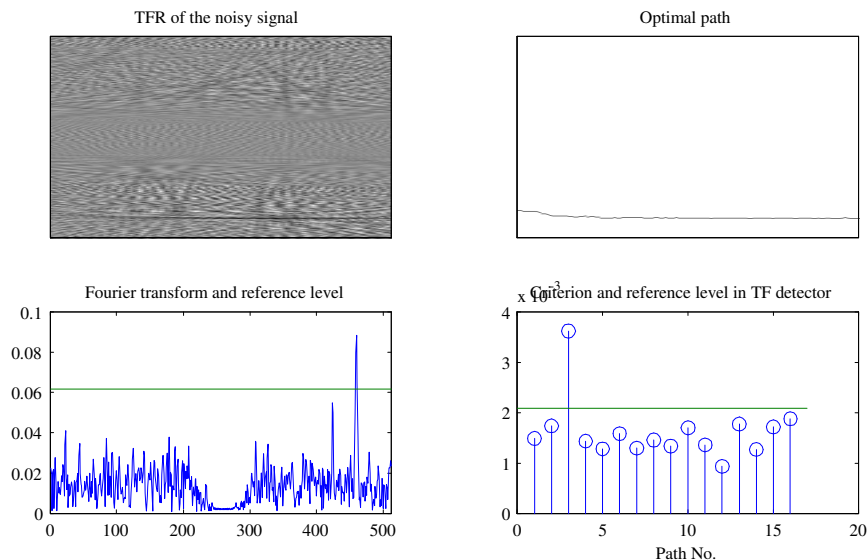 TFR of the noisy signal
Optimal path
Fourier transform and reference level
0.1
0.08
0.06
0.04
0.02
0
0 100 200 300 400 500
Criterion and reference level in TF detector
x 10^-3
4
3
2
1
0
0 5 10 15 20
Path No.